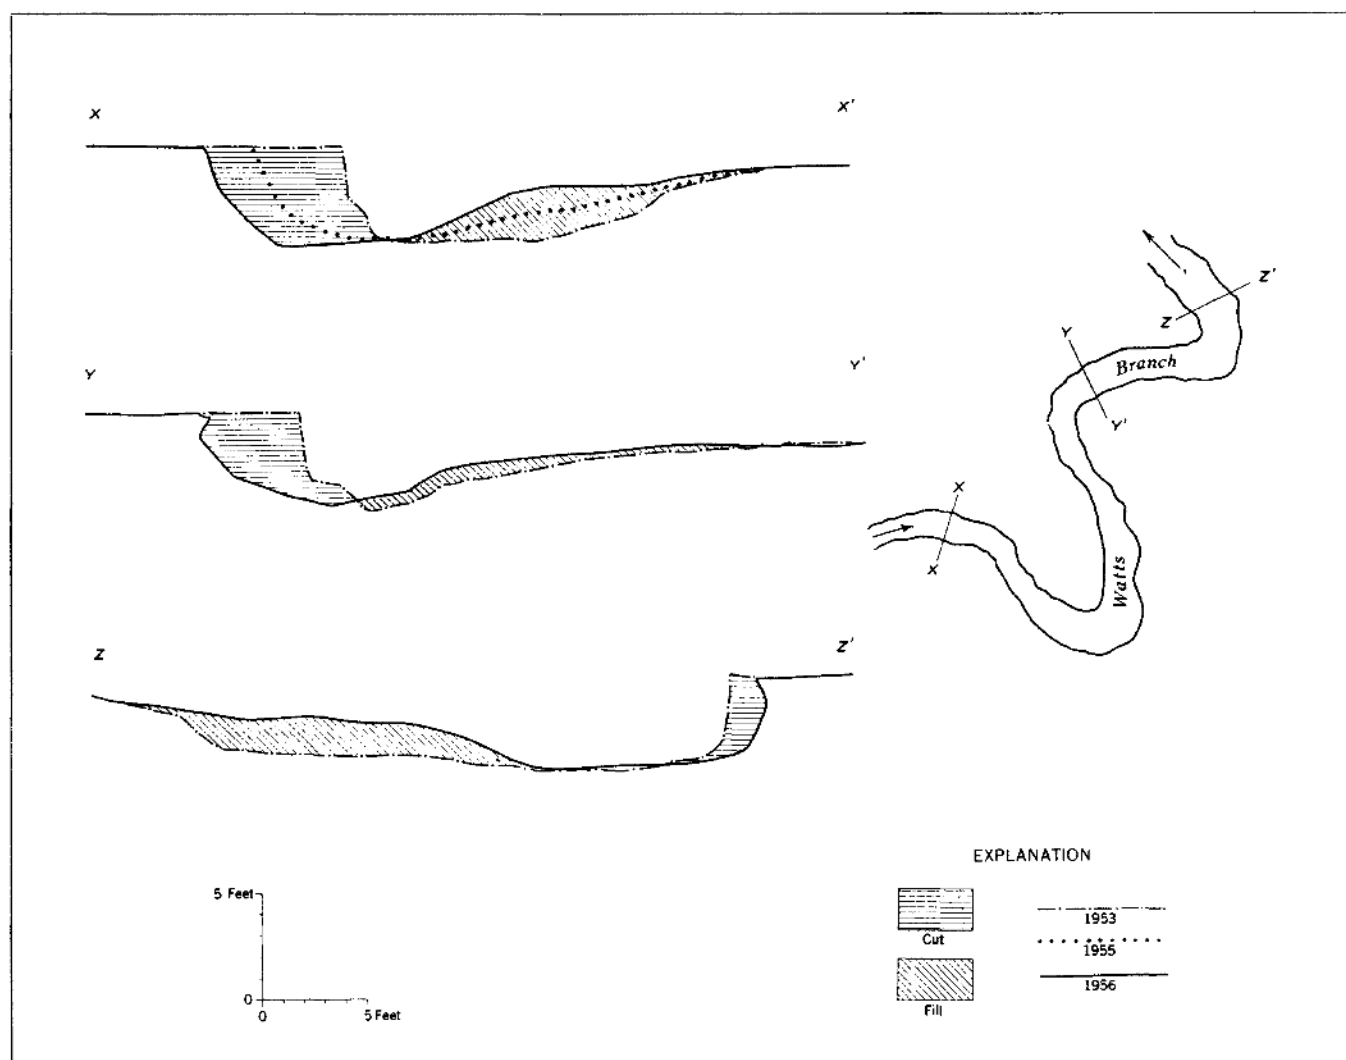 X X'
Y Y'
Z Z'
Z'
Z
Y
Y'
Branch
X
X
Watts
EXPLANATION
Cut
Fill
1953
1955
1956
5 Feet
0
0 5 Feet